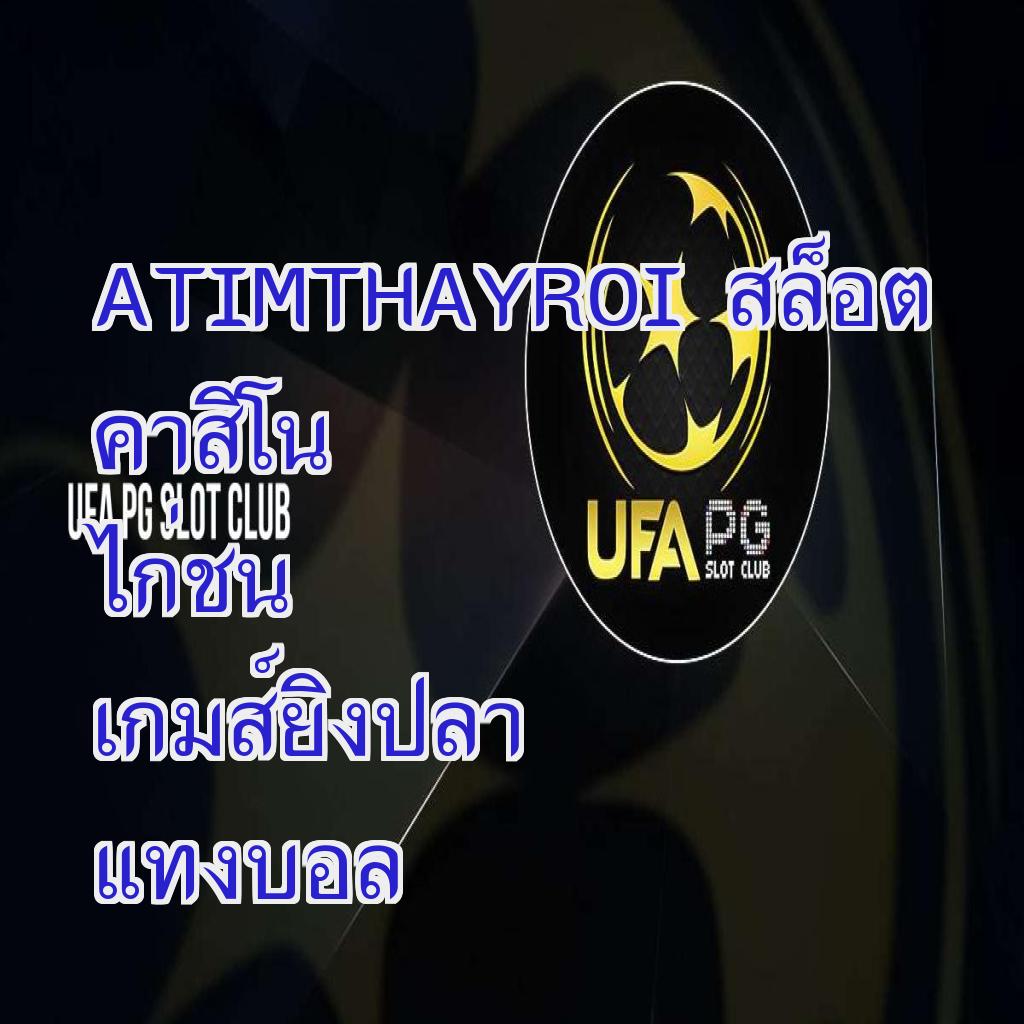 ATIMTHAYROI สล็อต
คาสิโน
UFA PG SLOT CLUB
ไก่ชน
เกมส์ยิงปลา
แทงบอล
UFA PG
SLOT CLUB